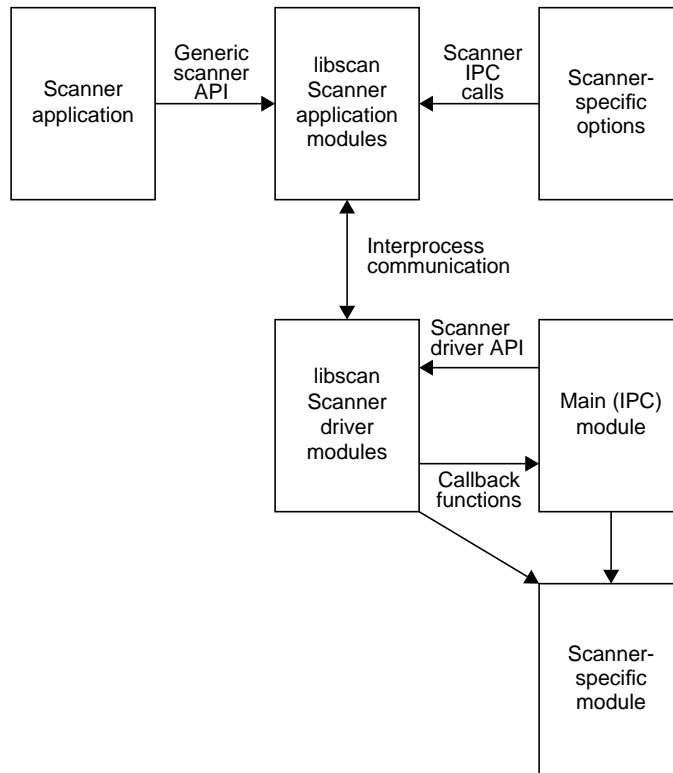 Scanner
application
Generic
scanner
API
libscan
Scanner
application
modules
Scanner
IPC
calls
Scanner-
specific
options
Interprocess
communication
libscan
Scanner
driver
modules
Scanner
driver API
Main (IPC)
module
Callback
functions
Scanner-
specific
module